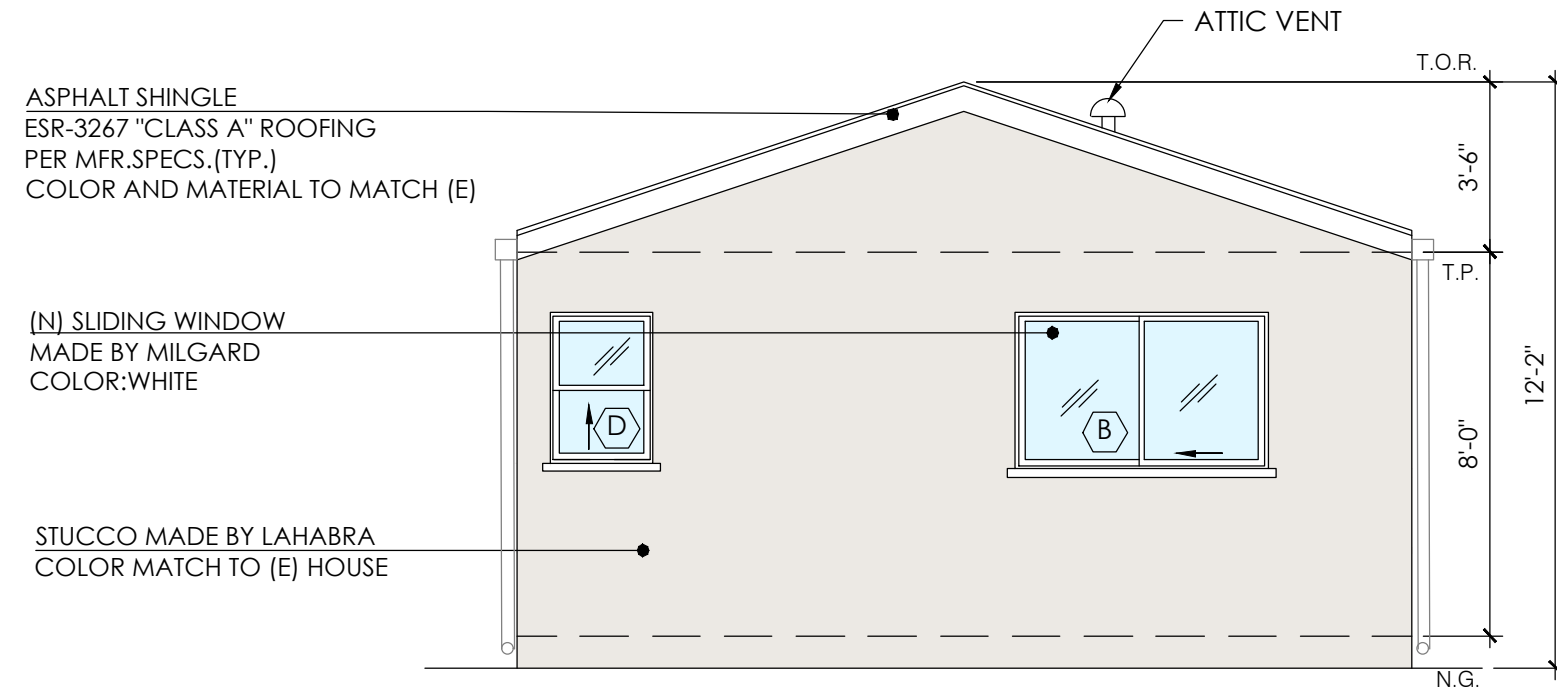 ATTIC VENT
T.O.R.
ASPHALT SHINGLE
ESR-3267 "CLASS A" ROOFING
PER MFR.SPECS.(TYP.)
COLOR AND MATERIAL TO MATCH (E)
3'-6"
T.P.
(N) SLIDING WINDOW
MADE BY MILGARD
COLOR:WHITE
D
B
8'-0"
12'-2"
STUCCO MADE BY LAHABRA
COLOR MATCH TO (E) HOUSE
N.G.